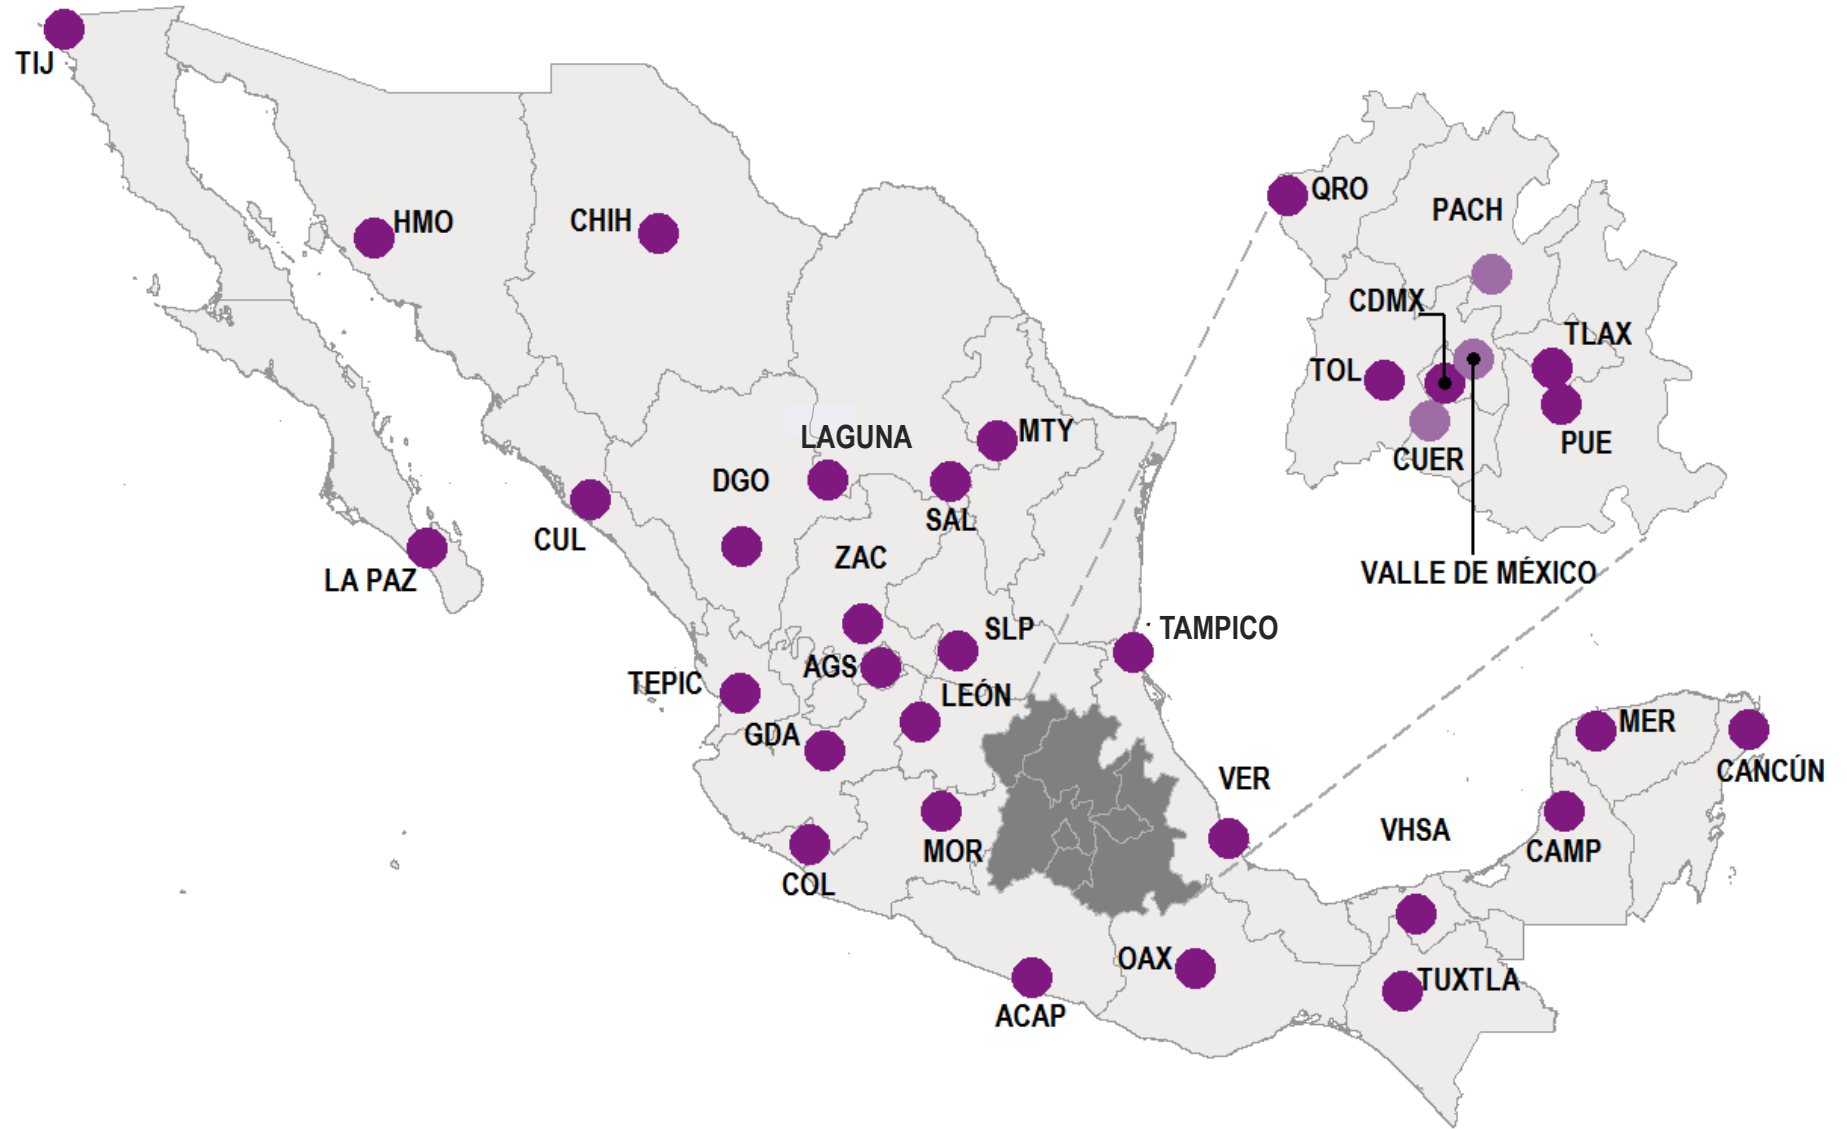 TIJ
QRO
PACH
HMO
CHIH
CDMX
TLAX
TOL
MTY
LAGUNA
PUE
CUER
DGO
SAL
CUL
ZAC
VALLE DE MÉXICO
LA PAZ
SLP
TAMPICO
AGS
TEPIC
LEÓN
MER
GDA
CANCÚN
VER
VHSA
MOR
CAMP
COL
OAX
TUXTLA
ACAP